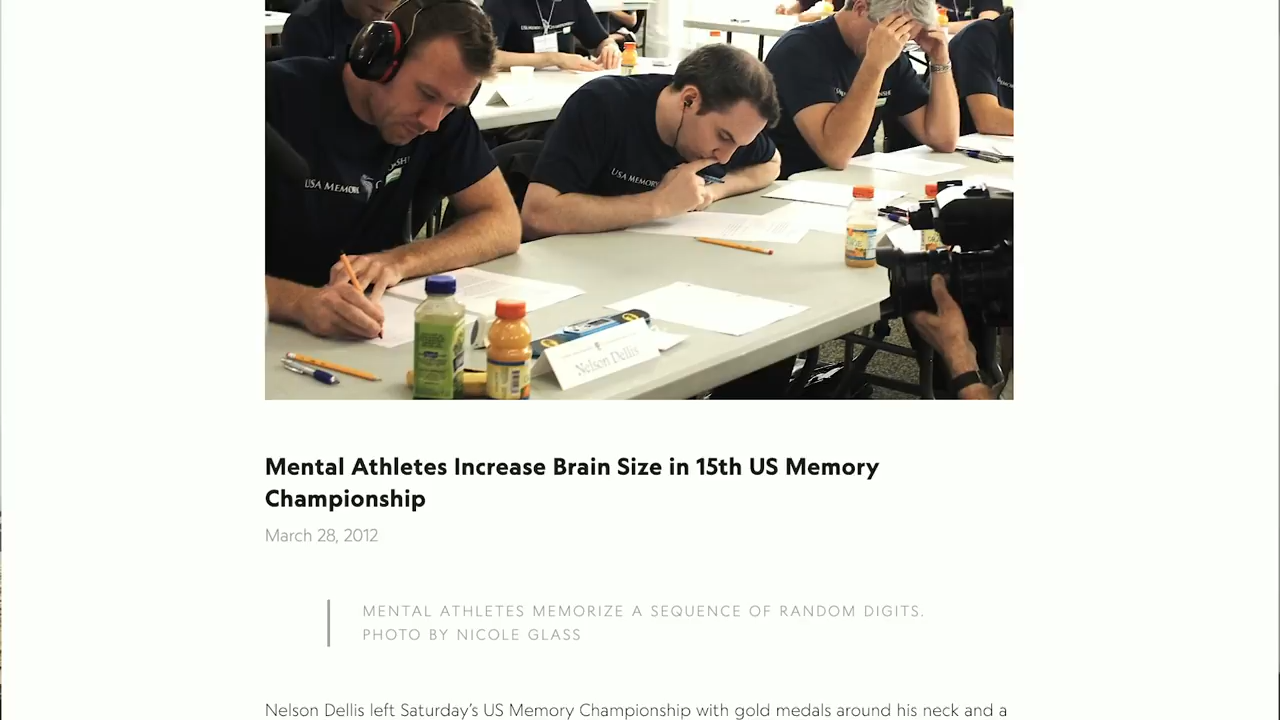 USA MEMORY
USA MEMORY
Nelson Dellis
Mental Athletes Increase Brain Size in 15th US Memory
Championship
March 28, 2012
MENTAL ATHLETES MEMORIZE A SEQUENCE OF RANDOM DIGITS.
PHOTO BY NICOLE GLASS
Nelson Dellis left Saturday’s US Memory Championship with gold medals around his neck and a